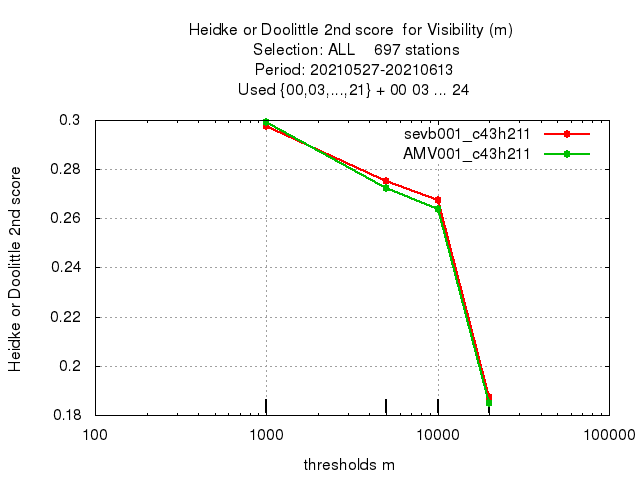 Heidke or Doolittle 2nd score  for Visibility (m)
Selection: ALL    697 stations
Period: 20210527-20210613
Used {00,03,...,21} + 00 03 ... 24
Heidke or Doolittle 2nd score
0.3
0.28
0.26
0.24
0.22
0.2
0.18
sevb001_c43h211
AMV001_c43h211
100 1000 10000 100000
thresholds m